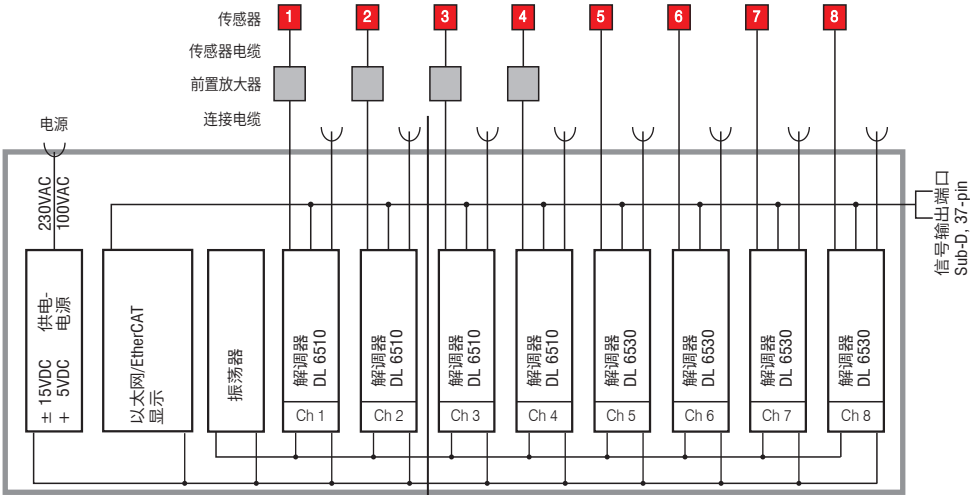 传感器
1
2
3
4
5
6
7
8
传感器电缆
前置放大器
连接电缆
电源
230VAC
100VAC
信号输出端口
Sub-D, 37-pin
供电-
电源
± 15VDC
+ 5VDC
以太网/EtherCAT
显示
振荡器
解调器
DL 6510
Ch 1
解调器
DL 6510
Ch 2
解调器
DL 6510
Ch 3
解调器
DL 6510
Ch 4
解调器
DL 6530
Ch 5
解调器
DL 6530
Ch 6
解调器
DL 6530
Ch 7
解调器
DL 6530
Ch 8